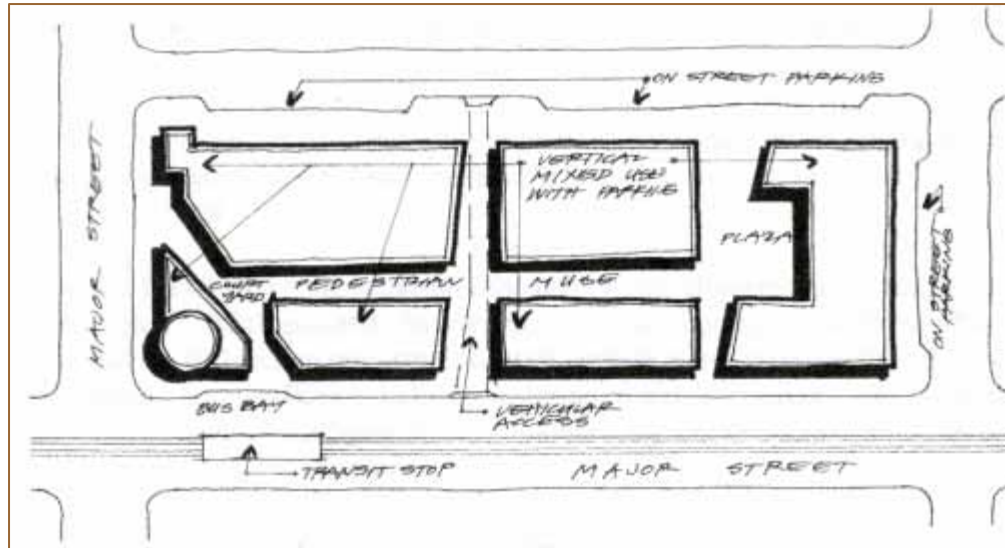 ON STREET PARKING
MAJOR STREET
VERTICAL
MIXED USED
WITH PARKING
PLAZA
ON STREET
PARKING
COURT
YARD
PEDESTRIAN
MUSE
BUS BAY
VEHICULAR
ACCESS
TRANSIT STOP
MAJOR STREET